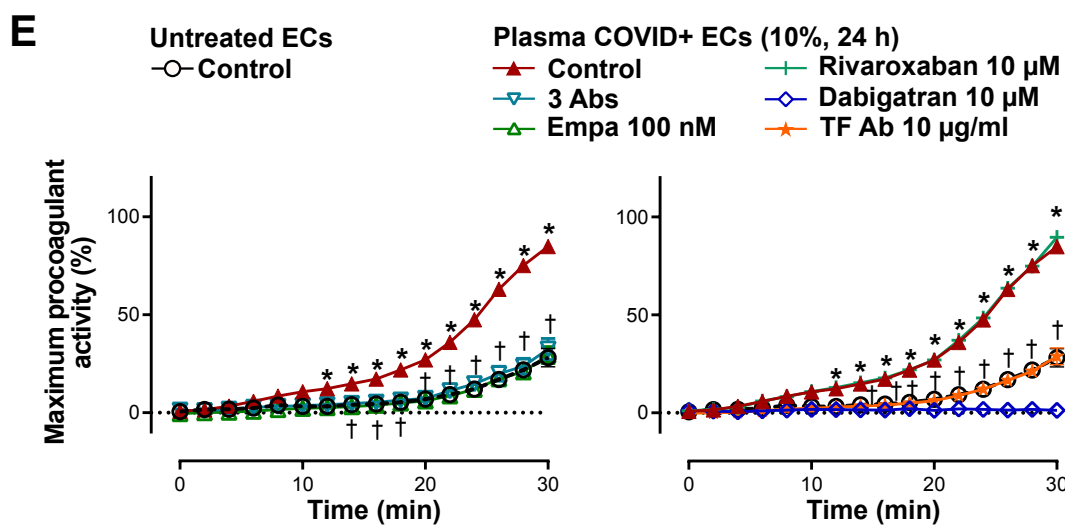 E
Untreated ECs
Control
Plasma COVID+ ECs (10%, 24 h)
Control
3 Abs
Empa 100 nM
Rivaroxaban 10 µM
Dabigatran 10 µM
TF Ab 10 µg/ml
Maximum procoagulant
activity (%)
100
50
0
* * * * * * * * * *
† † † † † †
† † †
0 10 20 30
Time (min)
100
50
0
* * * * * * * * * *
† † † † † † † † †
0 10 20 30
Time (min)